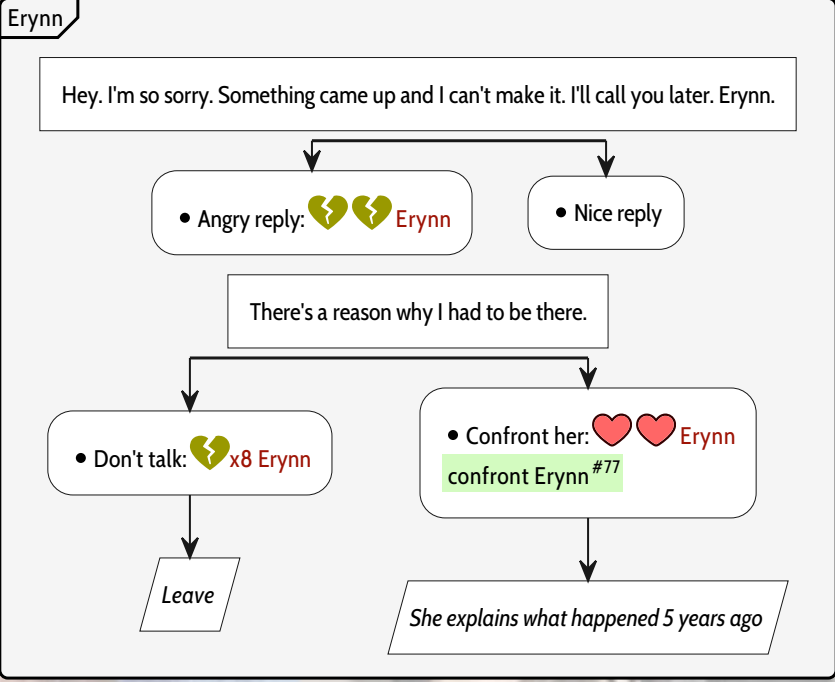 Erynn
Hey. I'm so sorry. Something came up and I can't make it. I'll call you later. Erynn.
• Angry reply: Erynn
• Nice reply
There's a reason why I had to be there.
• Don't talk: x8 Erynn
• Confront her: Erynn
confront Erynn #77
Leave
She explains what happened 5 years ago